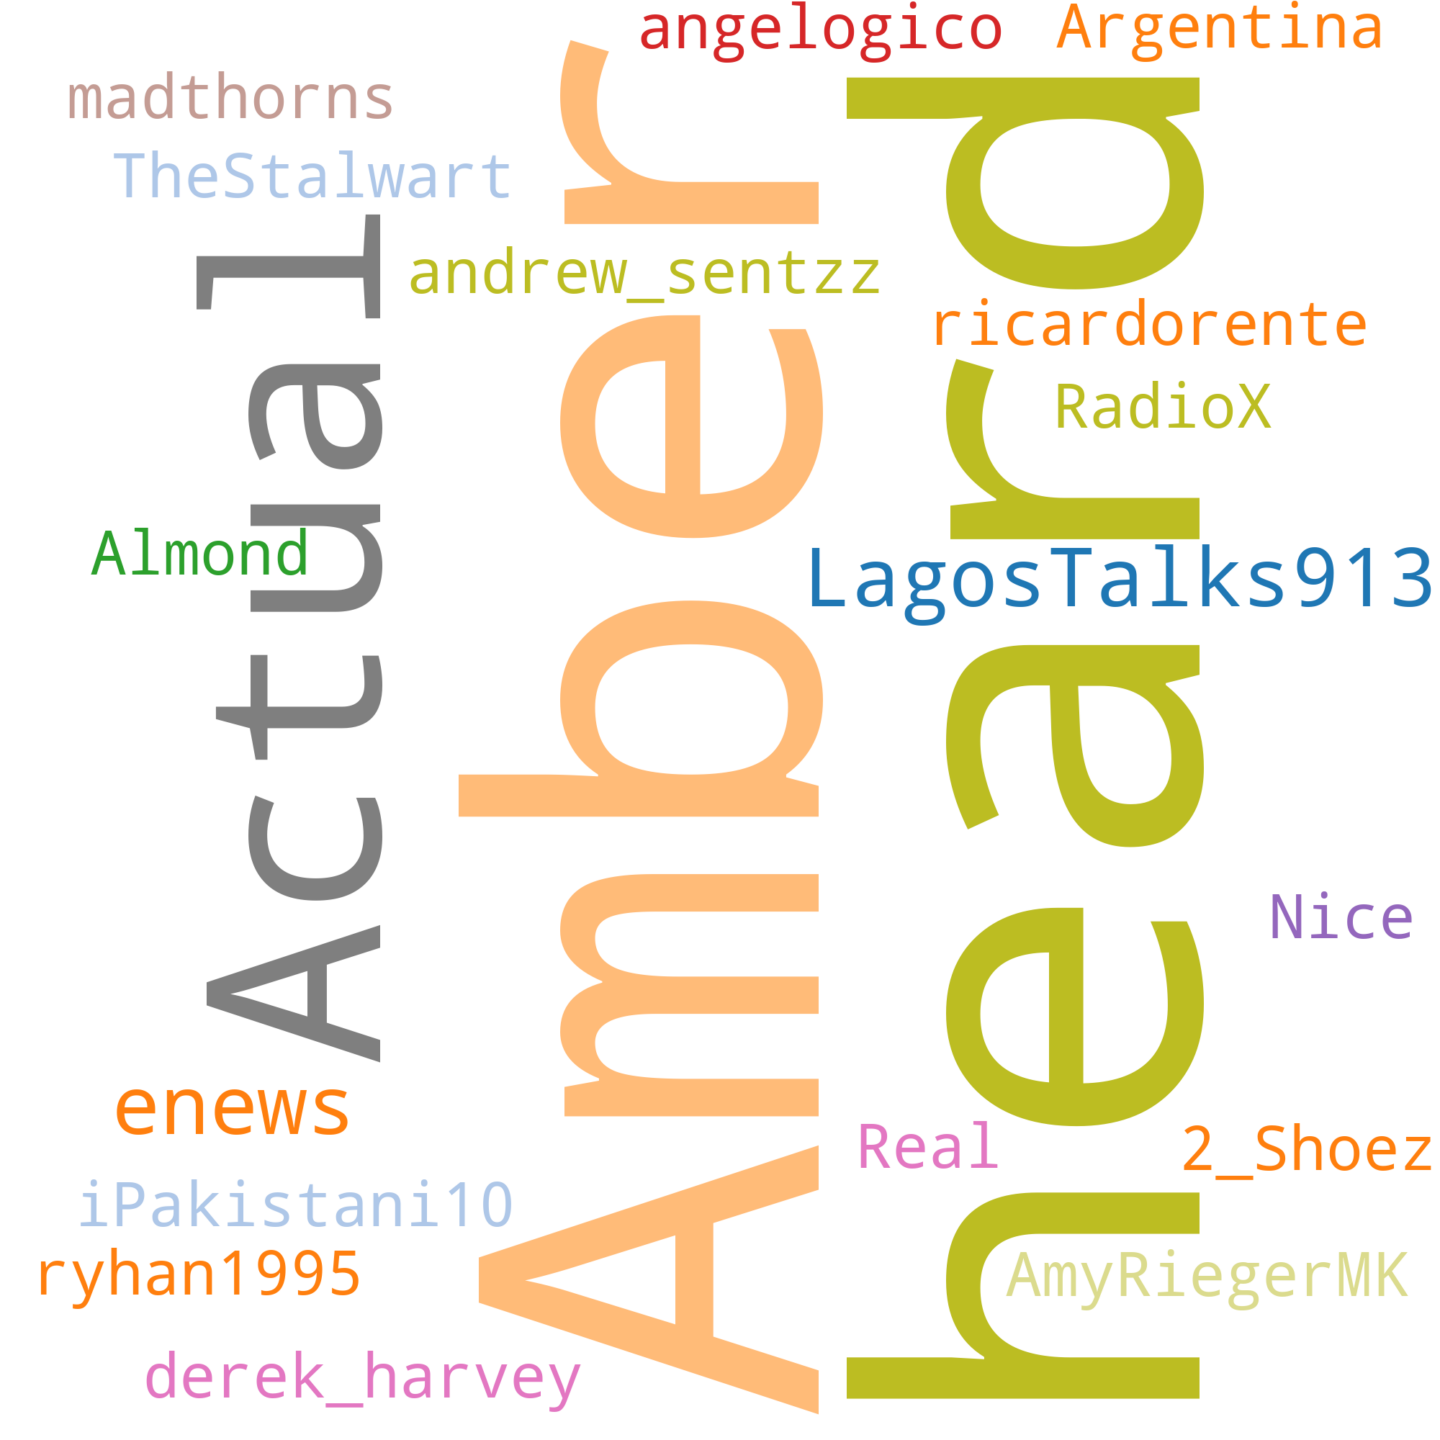 angelogico
Argentina
madthorns
TheStalwart
Actual
Amber
heard
andrew_sentzz
ricardorente
RadioX
Almond
LagosTalks913
Nice
enews
Real
2_Shoez
iPakistani10
ryhan1995
AmyRiegerMK
derek_harvey